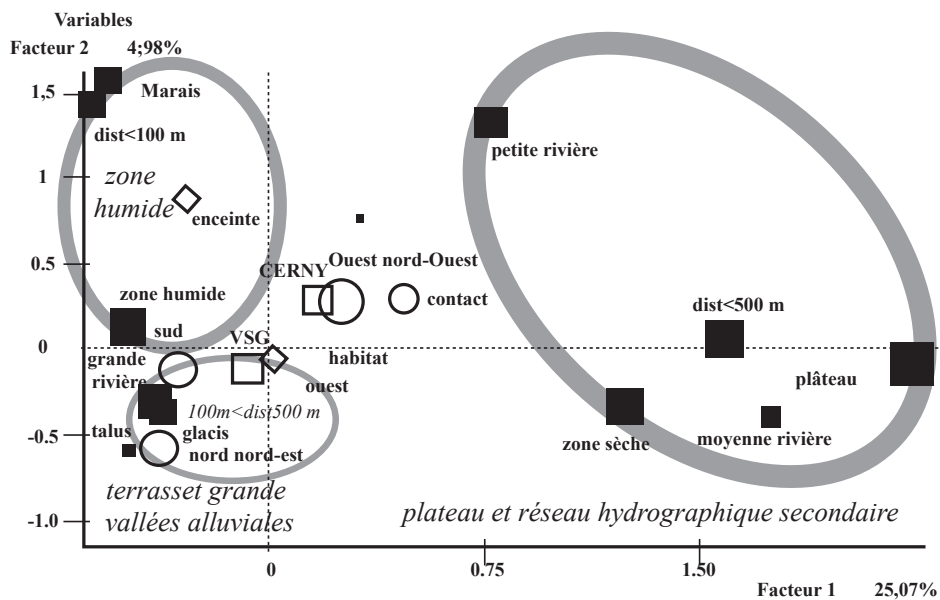 Variables
Facteur 2 4;98%
1,5
Marais
dist<100 m
petite rivière
1
zone
humide
enceinte
0.5
CERNY
Ouest nord-Ouest
contact
zone humide
dist<500 m
sud
VSG
0
grande
rivière
habitat
ouest
plâteau
100m<dist500 m
talus
glacis
-0.5
nord nord-est
zone sèche
moyenne rivière
terrasset grande
vallées alluviales
plateau et réseau hydrographique secondaire
-1.0
0
0.75
1.50
Facteur 1 25,07%